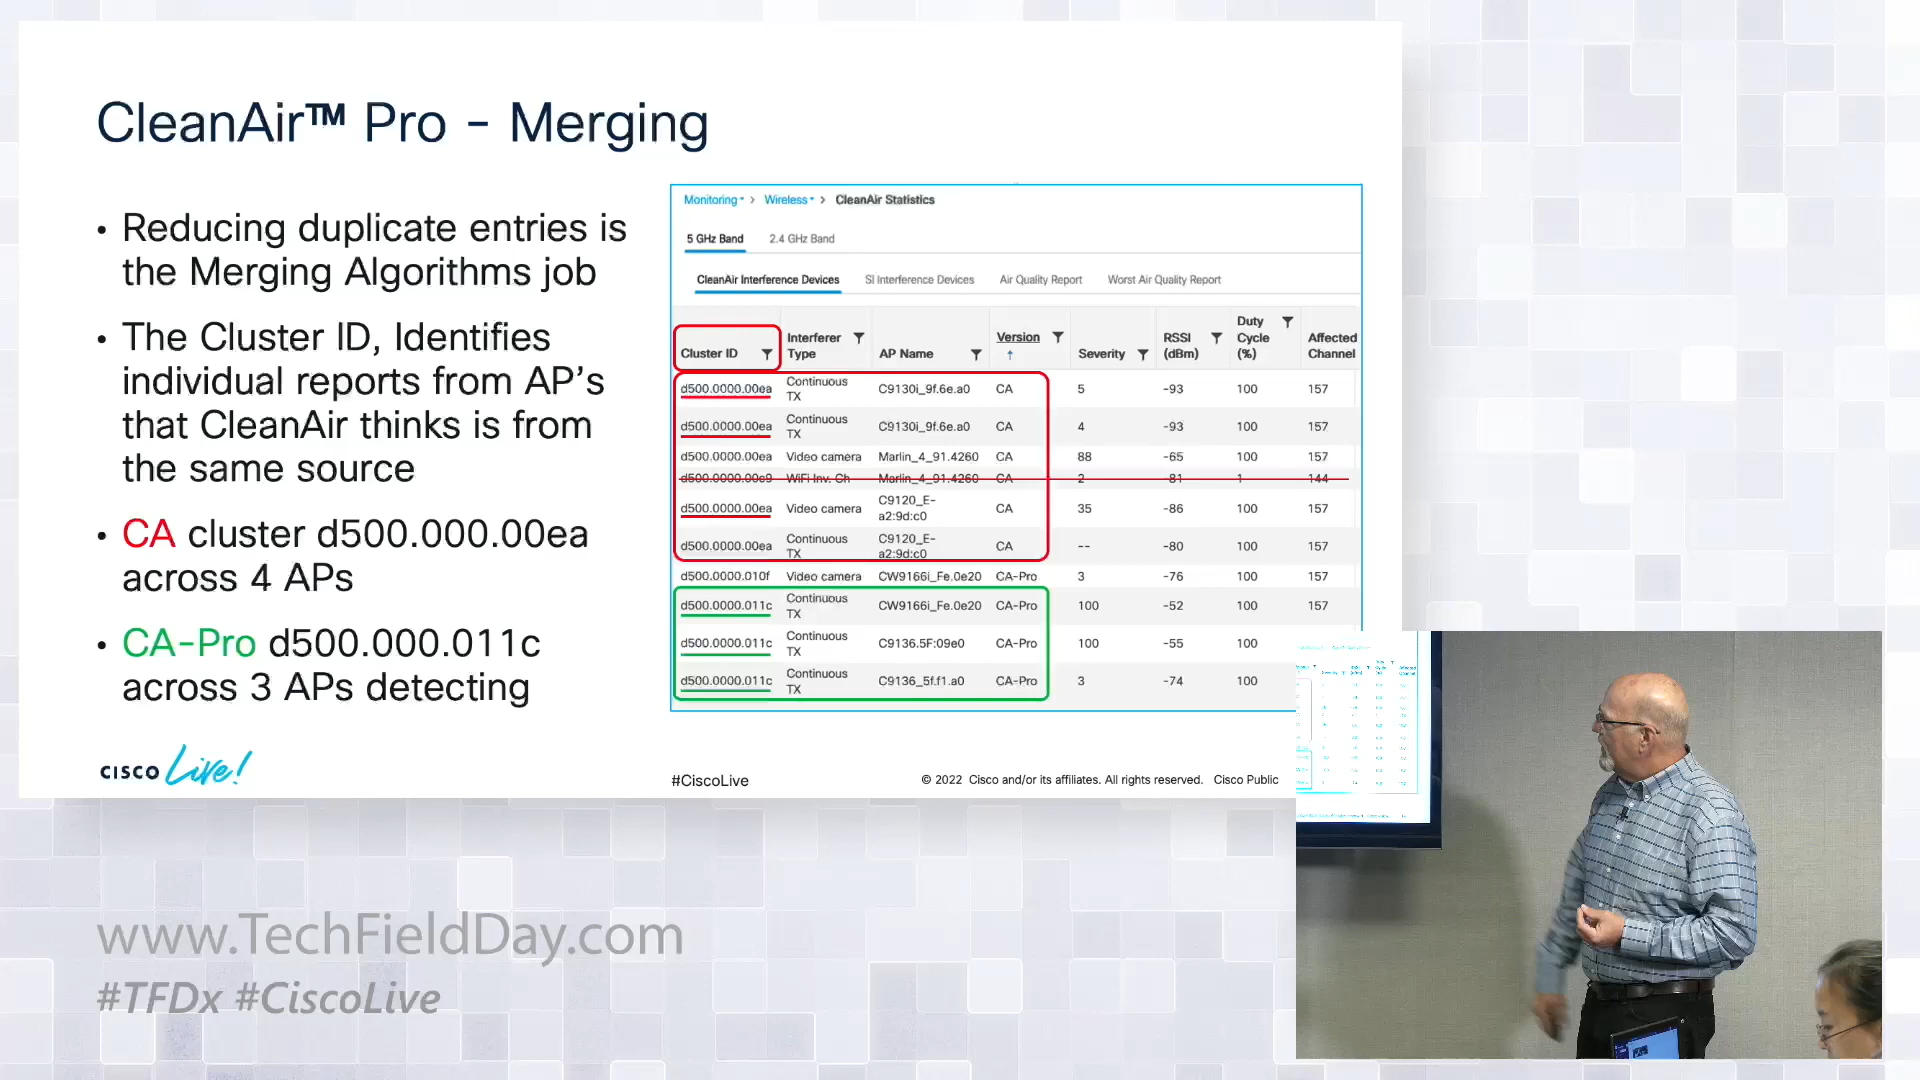 CleanAir™ Pro - Merging
• Reducing duplicate entries is
the Merging Algorithms job
• The Cluster ID, Identifies
individual reports from AP's
that CleanAir thinks is from
the same source
• CA cluster d500.000.00ea
across 4 APs
• CA-Pro d500.000.011c
across 3 APs detecting
Monitoring > Wireless > CleanAir Statistics
5 GHz Band 2.4 GHz Band
CleanAir Interference Devices SI Interference Devices Air Quality Report Worst Air Quality Report
Cluster ID Interferer Type AP Name Version ↑ Severity RSSI (dBm) Duty Cycle (%) Affected Channel
d500.0000.00ea Continuous TX C9130i_9f.6e.a0 CA 5 -93 100 157
d500.0000.00ea Continuous TX C9130i_9f.6e.a0 CA 4 -93 100 157
d500.0000.00ea Video camera Marlin_4_91.4260 CA 88 -65 100 157
d500.0000.00c9 WiFi Inv. Ch Marlin_4_91.4260 CA 2 -81 1 144
d500.0000.00ea Video camera C9120_E-a2:9d:c0 CA 35 -86 100 157
d500.0000.00ea Continuous TX C9120_E-a2:9d:c0 CA -- -80 100 157
d500.0000.010f Video camera CW9166i_Fe.0e20 CA-Pro 3 -76 100 157
d500.0000.011c Continuous TX CW9166i_Fe.0e20 CA-Pro 100 -52 100 157
d500.0000.011c Continuous TX C9136.5F:09e0 CA-Pro 100 -55 100
d500.0000.011c Continuous TX C9136_5f.f1.a0 CA-Pro 3 -74 100
CISCO Live!
#CiscoLive
© 2022 Cisco and/or its affiliates. All rights reserved. Cisco Public
www.TechFieldDay.com
#TFDx #CiscoLive